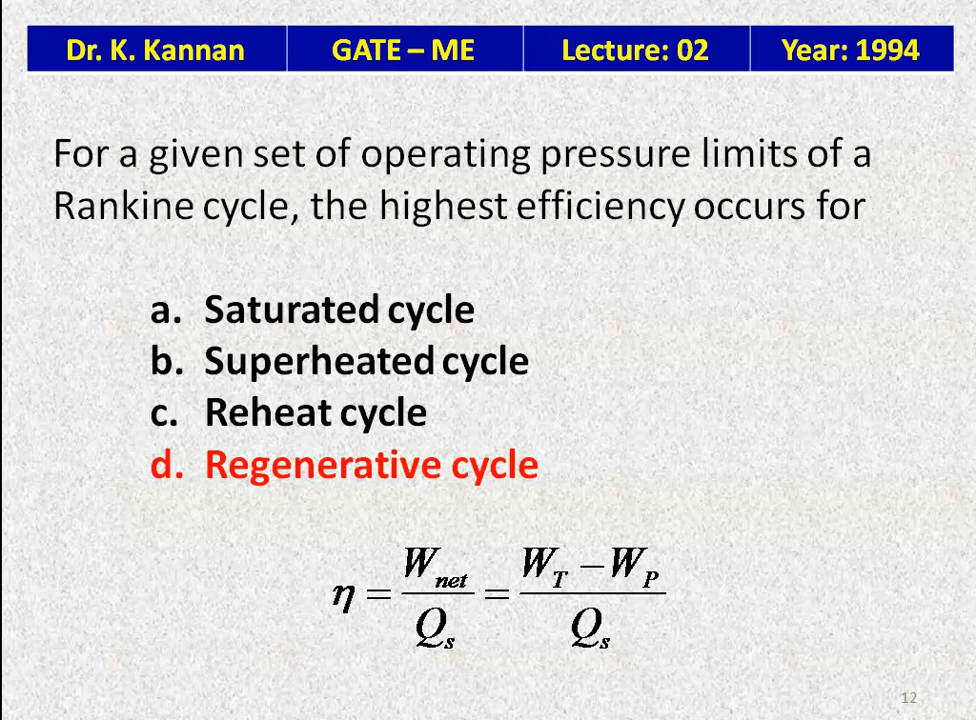 Dr. K. Kannan GATE – ME Lecture: 02 Year: 1994
For a given set of operating pressure limits of a
Rankine cycle, the highest efficiency occurs for
a. Saturated cycle
b. Superheated cycle
c. Reheat cycle
d. Regenerative cycle
η = W_net / Q_s = (W_T − W_P) / Q_s
12